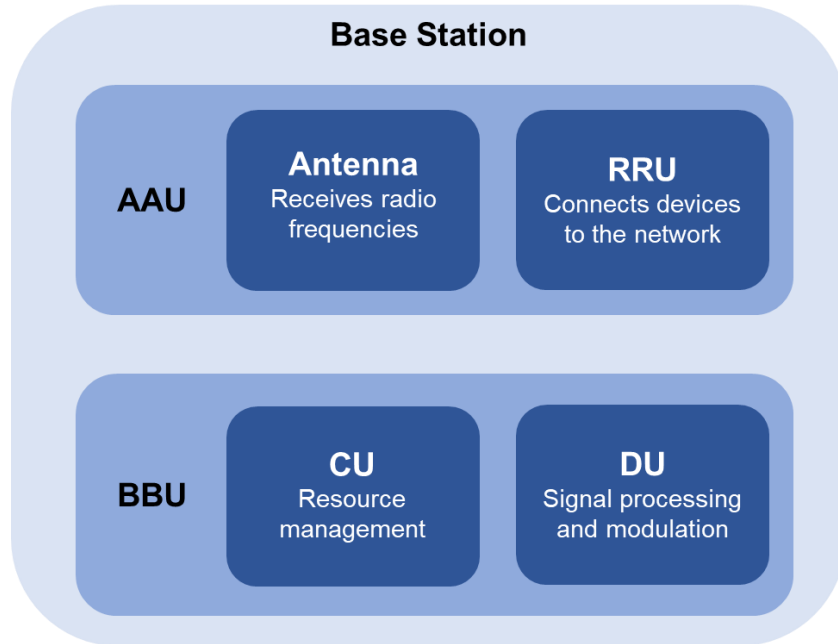 Base Station
AAU
Antenna
Receives radio
frequencies
RRU
Connects devices
to the network
BBU
CU
Resource
management
DU
Signal processing
and modulation